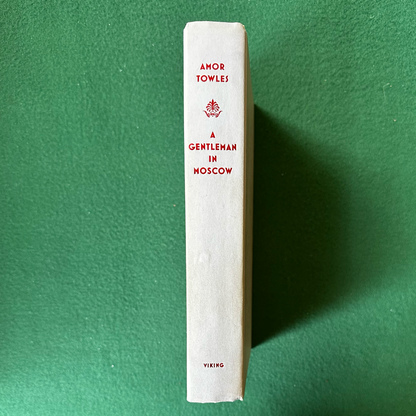 AMOR
TOWLES
A
GENTLEMAN
IN
MOSCOW
VIKING